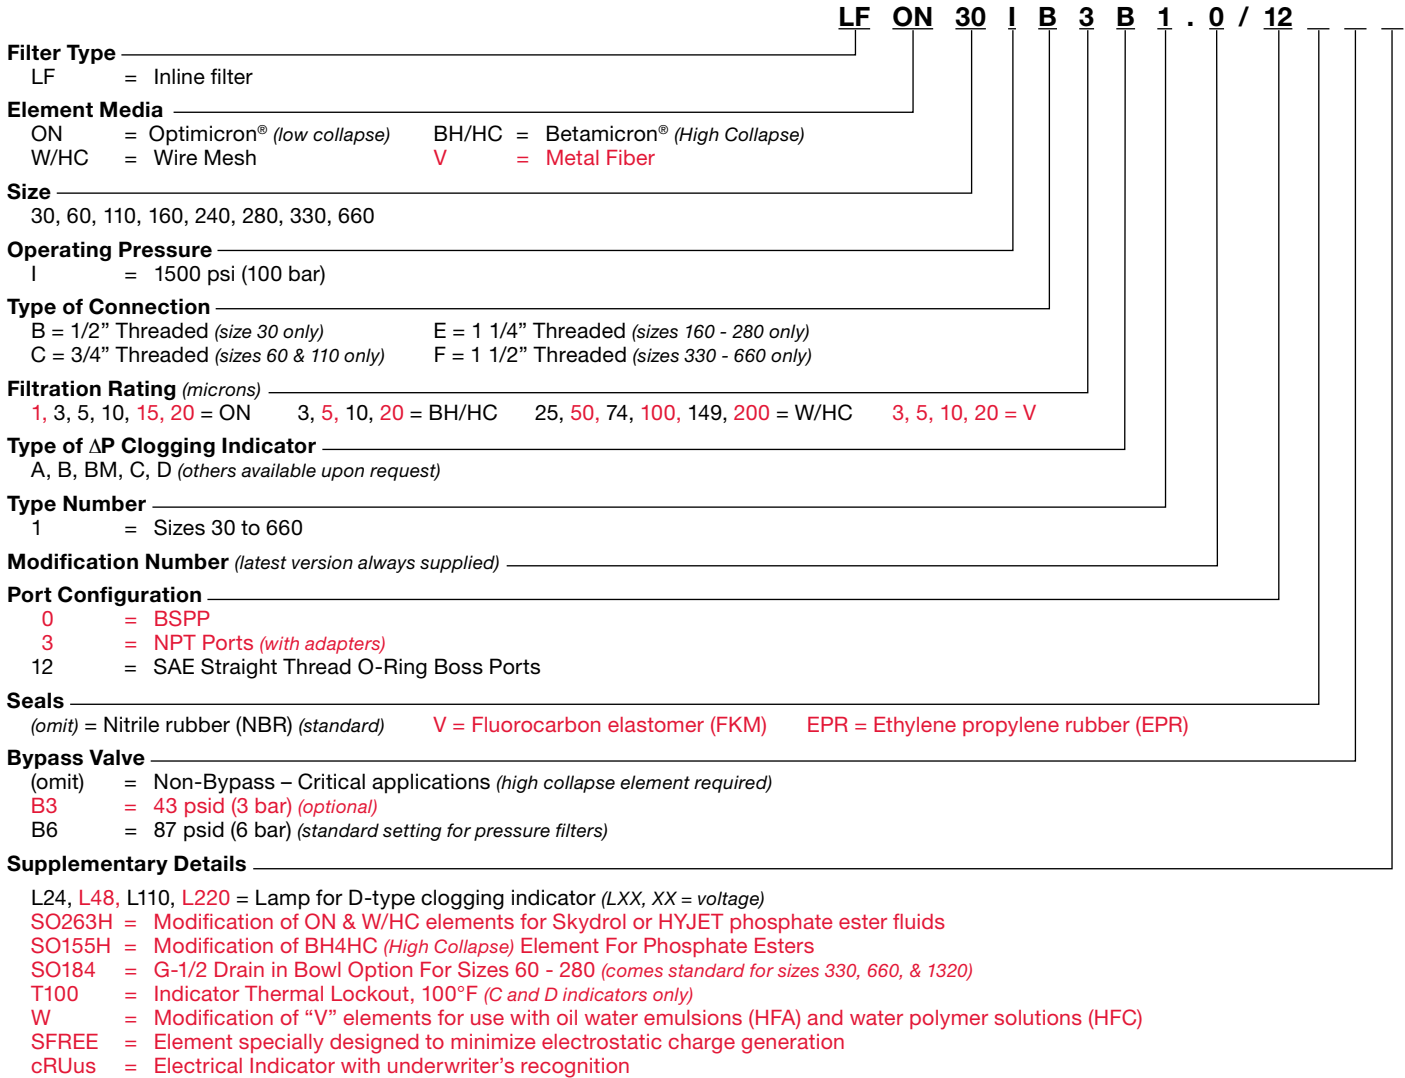 LF ON 30 I B 3 B 1 . 0 / 12 _ _ _
Filter Type
LF = Inline filter
Element Media
ON = Optimicron® (low collapse) BH/HC = Betamicron® (High Collapse)
W/HC = Wire Mesh V = Metal Fiber
Size
30, 60, 110, 160, 240, 280, 330, 660
Operating Pressure
I = 1500 psi (100 bar)
Type of Connection
B = 1/2” Threaded (size 30 only) E = 1 1/4” Threaded (sizes 160 - 280 only)
C = 3/4” Threaded (sizes 60 & 110 only) F = 1 1/2” Threaded (sizes 330 - 660 only)
Filtration Rating (microns)
1, 3, 5, 10, 15, 20 = ON 3, 5, 10, 20 = BH/HC 25, 50, 74, 100, 149, 200 = W/HC 3, 5, 10, 20 = V
Type of ΔP Clogging Indicator
A, B, BM, C, D (others available upon request)
Type Number
1 = Sizes 30 to 660
Modification Number (latest version always supplied)
Port Configuration
0 = BSPP
3 = NPT Ports (with adapters)
12 = SAE Straight Thread O-Ring Boss Ports
Seals
(omit) = Nitrile rubber (NBR) (standard) V = Fluorocarbon elastomer (FKM) EPR = Ethylene propylene rubber (EPR)
Bypass Valve
(omit) = Non-Bypass – Critical applications (high collapse element required)
B3 = 43 psid (3 bar) (optional)
B6 = 87 psid (6 bar) (standard setting for pressure filters)
Supplementary Details
L24, L48, L110, L220 = Lamp for D-type clogging indicator (LXX, XX = voltage)
SO263H = Modification of ON & W/HC elements for Skydrol or HYJET phosphate ester fluids
SO155H = Modification of BH4HC (High Collapse) Element For Phosphate Esters
SO184 = G-1/2 Drain in Bowl Option For Sizes 60 - 280 (comes standard for sizes 330, 660, & 1320)
T100 = Indicator Thermal Lockout, 100°F (C and D indicators only)
W = Modification of “V” elements for use with oil water emulsions (HFA) and water polymer solutions (HFC)
SFREE = Element specially designed to minimize electrostatic charge generation
cRUus = Electrical Indicator with underwriter’s recognition